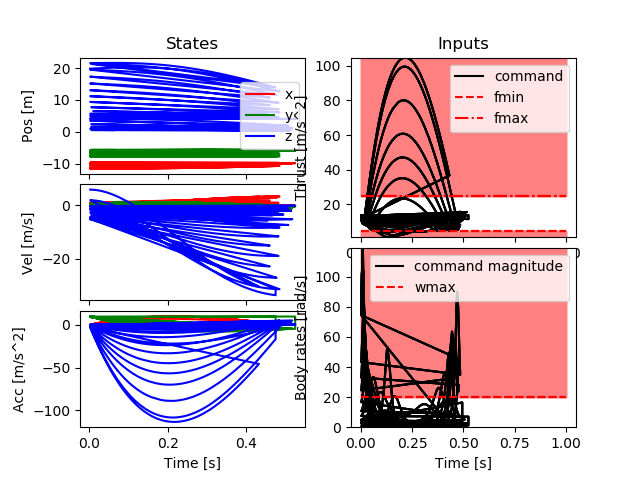 States
20
10
0
−10
Pos [m]
x
y
z
0
−20
Vel [m/s]
0
−50
−100
Acc [m/s^2]
0.0
0.2
0.4
Time [s]
Inputs
100
80
60
40
20
Thrust [m/s^2]
command
fmin
fmax
100
80
60
40
20
0
Body rates [rad/s]
command magnitude
wmax
0.00
0.25
0.50
0.75
1.00
Time [s]